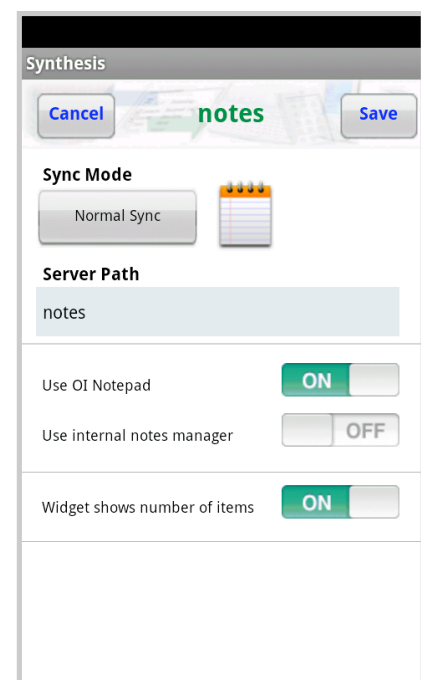 Synthesis
Cancel notes Save
Sync Mode
Normal Sync
Server Path
notes
Use OI Notepad ON
Use internal notes manager OFF
Widget shows number of items ON